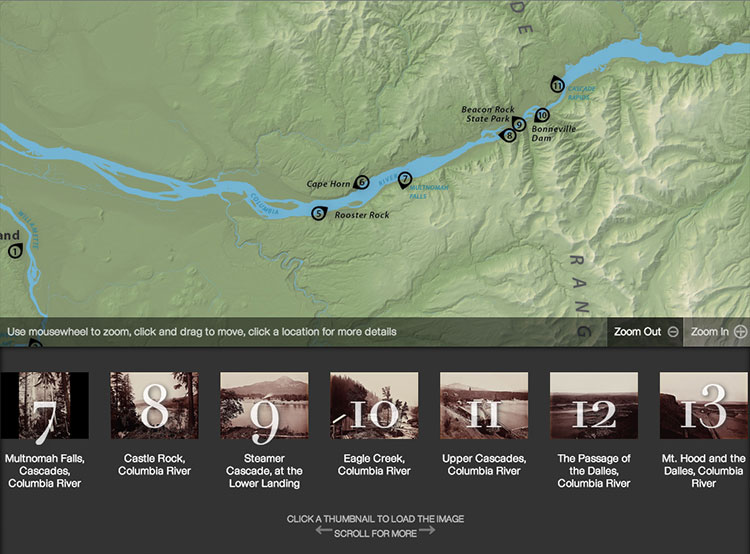 DE
11
CASCADE
RAPIDS
Beacon Rock
State Park
9
10
8
Bonneville
Dam
Cape Horn
6
RIVER
7
MULTNOMAH
FALLS
COLUMBIA
5
Rooster Rock
WILLAMETTE
and
1
RANG
Use mousewheel to zoom, click and drag to move, click a location for more details
Zoom Out
Zoom In
7
8
9
10
11
12
13
Multnomah Falls,
Cascades,
Columbia River
Castle Rock,
Columbia River
Steamer
Cascade, at the
Lower Landing
Eagle Creek,
Columbia River
Upper Cascades,
Columbia River
The Passage of
the Dalles,
Columbia River
Mt. Hood and the
Dalles, Columbia
River
CLICK A THUMBNAIL TO LOAD THE IMAGE
SCROLL FOR MORE